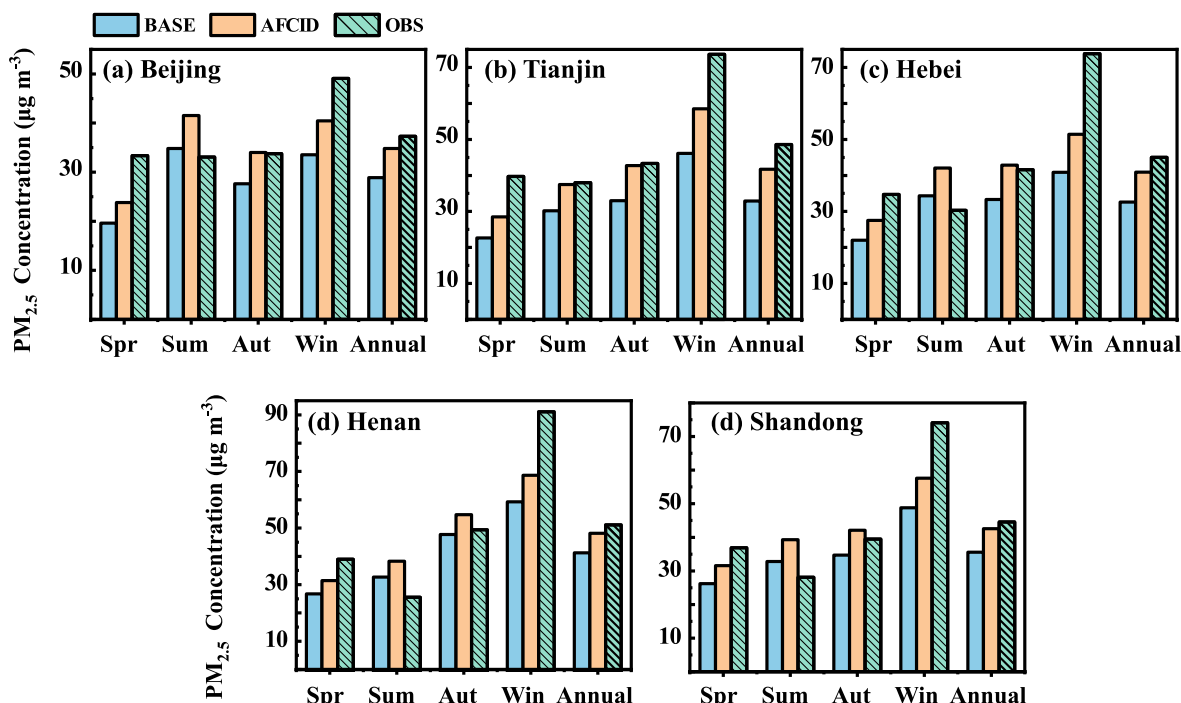 BASE AFCID OBS
(a) Beijing
(b) Tianjin
(c) Hebei
PM2.5 Concentration (μg m-3)
50
30
10
70
50
30
10
70
50
30
10
Spr Sum Aut Win Annual
Spr Sum Aut Win Annual
Spr Sum Aut Win Annual
(d) Henan
(d) Shandong
PM2.5 Concentration (μg m-3)
90
70
50
30
10
70
50
30
10
Spr Sum Aut Win Annual
Spr Sum Aut Win Annual